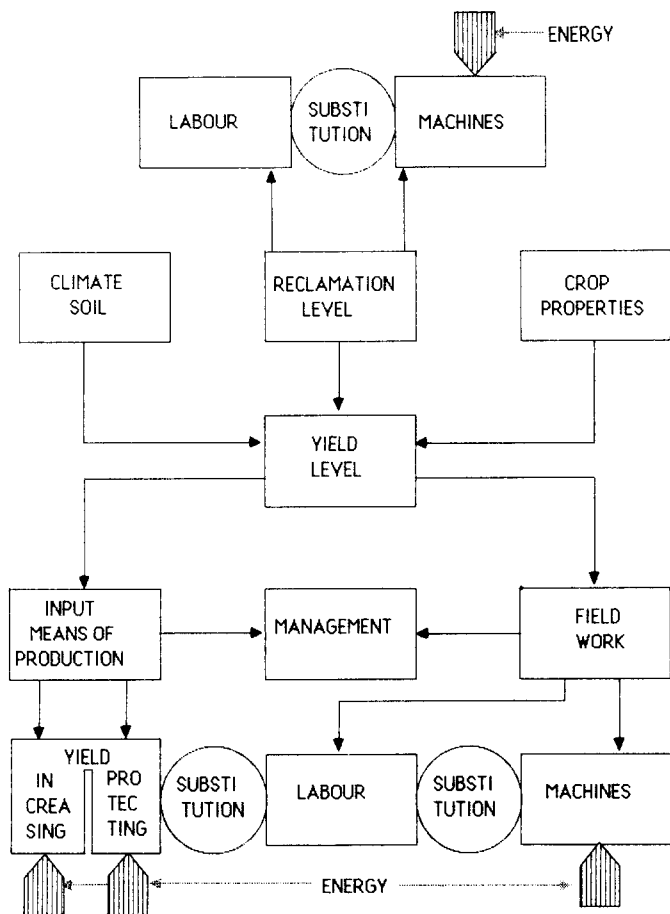 ENERGY
LABOUR
SUBSTI
TUTION
MACHINES
CLIMATE
SOIL
RECLAMATION
LEVEL
CROP
PROPERTIES
YIELD
LEVEL
INPUT
MEANS OF
PRODUCTION
MANAGEMENT
FIELD
WORK
YIELD
IN
CREA
SING
PRO
TEC
TING
SUBSTI
TUTION
LABOUR
SUBSTI
TUTION
MACHINES
ENERGY